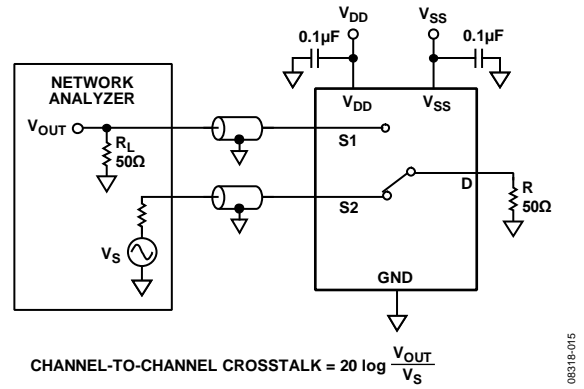 V_DD V_SS
0.1µF 0.1µF
NETWORK
ANALYZER
V_DD V_SS
V_OUT
R_L
50Ω
S1
D
R
50Ω
S2
V_S
GND
CHANNEL-TO-CHANNEL CROSSTALK = 20 log V_OUT / V_S
08318-015